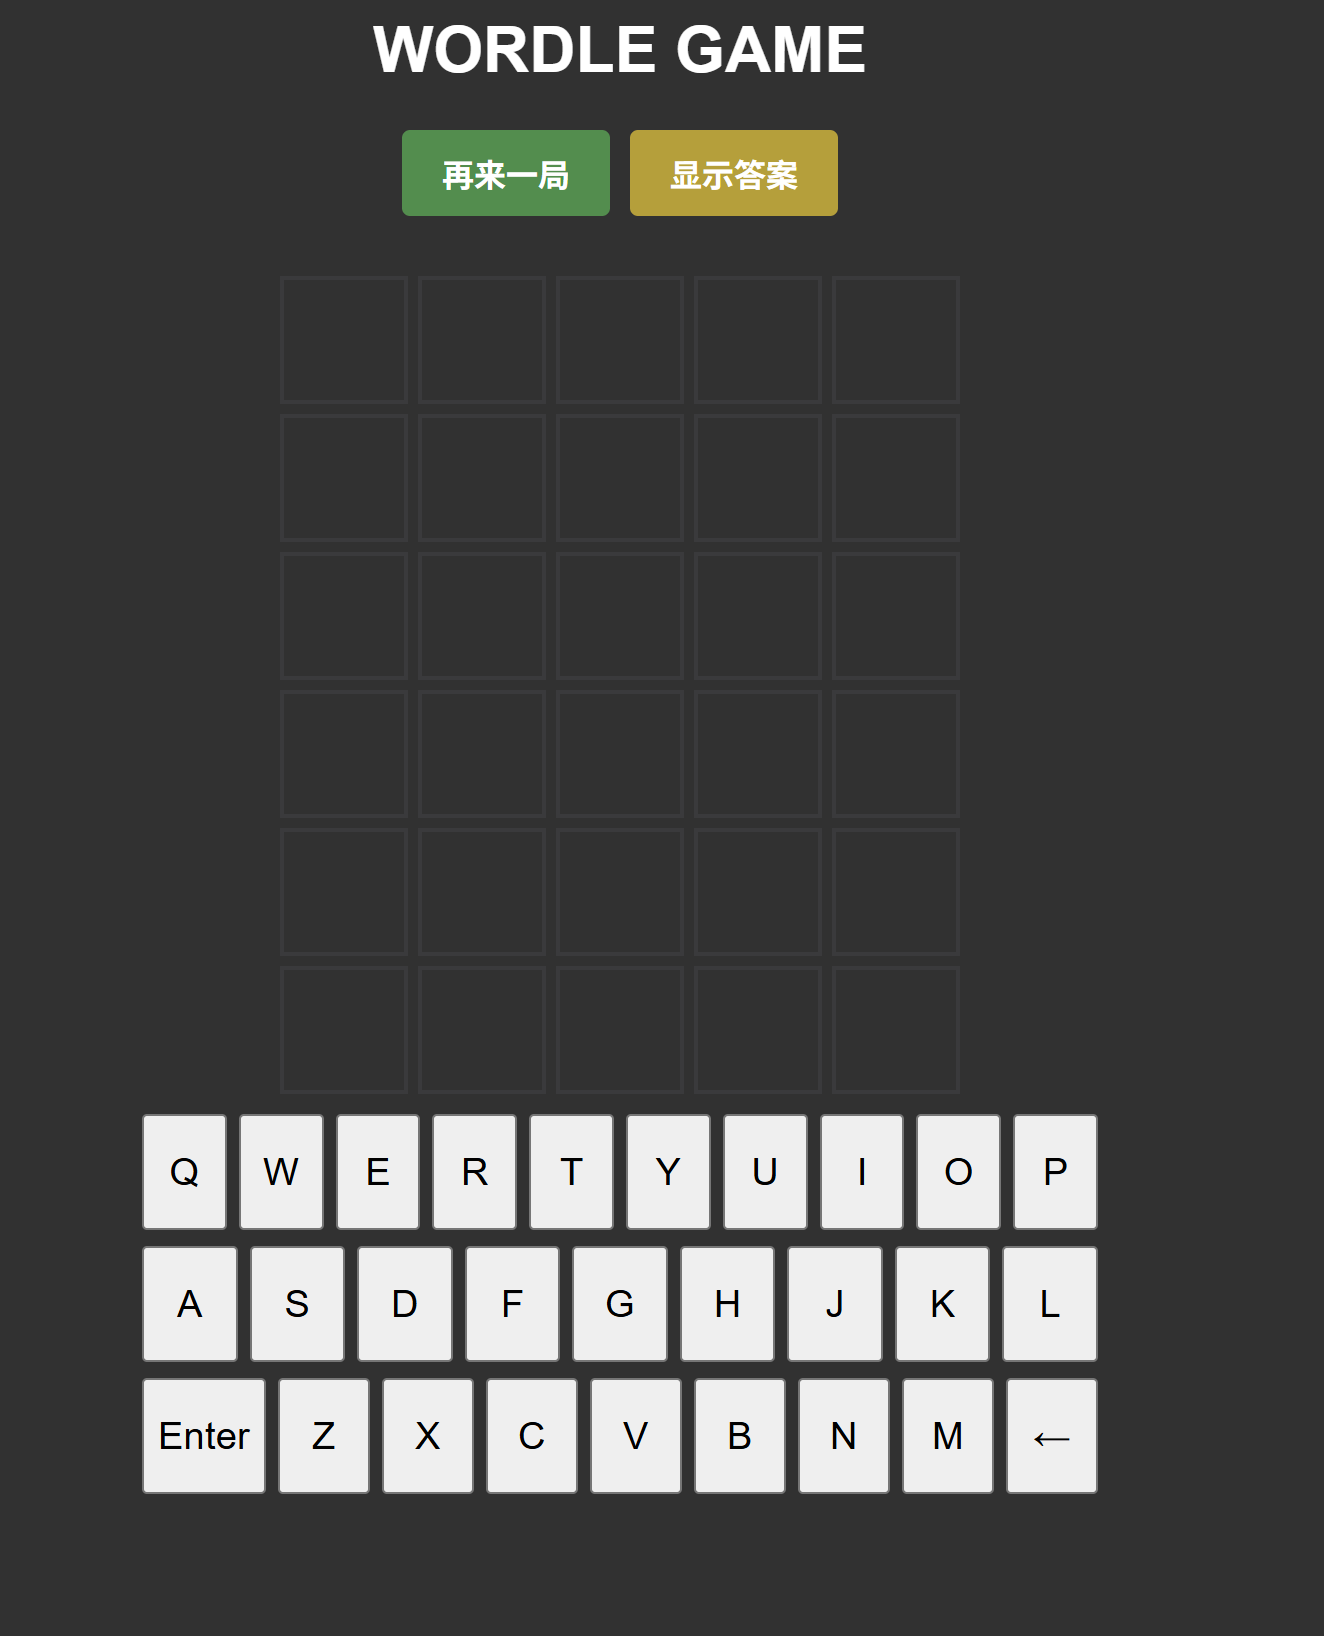 WORDLE GAME
再来一局 显示答案
Q W E R T Y U I O P
A S D F G H J K L
Enter Z X C V B N M ←